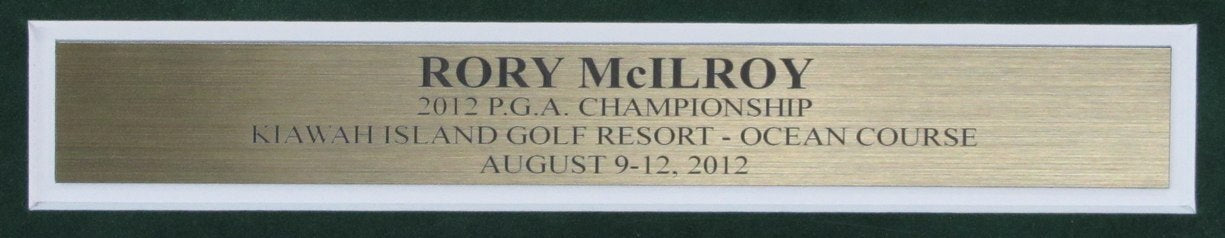 RORY McILROY
2012 P.G.A. CHAMPIONSHIP
KIAWAH ISLAND GOLF RESORT - OCEAN COURSE
AUGUST 9-12, 2012